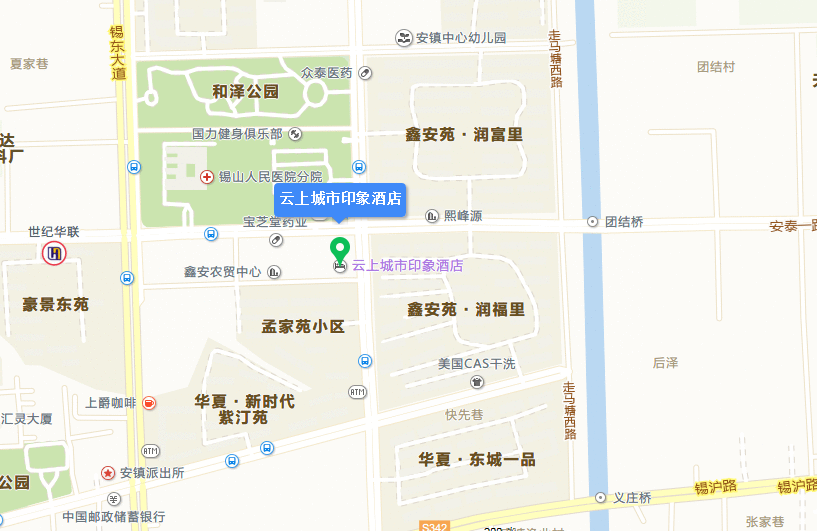 安镇中心幼儿园
锡东大道
走马塘西路
夏家巷
众泰医药
团结村
和泽公园
国力健身俱乐部
鑫安苑·润富里
达
料厂
锡山人民医院分院
云上城市印象酒店
宝芝堂药业
熙峰源
团结桥
安泰一路
世纪华联
H
云上城市印象酒店
鑫安农贸中心
豪景东苑
鑫安苑·润福里
孟家苑小区
美国CAS干洗
后泽
走马塘西路
ATM
上爵咖啡
华夏·新时代
紫汀苑
快先巷
汇灵大厦
ATM
华夏·东城一品
安镇派出所
公园
锡沪路
锡沪路
义庄桥
中国邮政储蓄银行
S342
张家巷